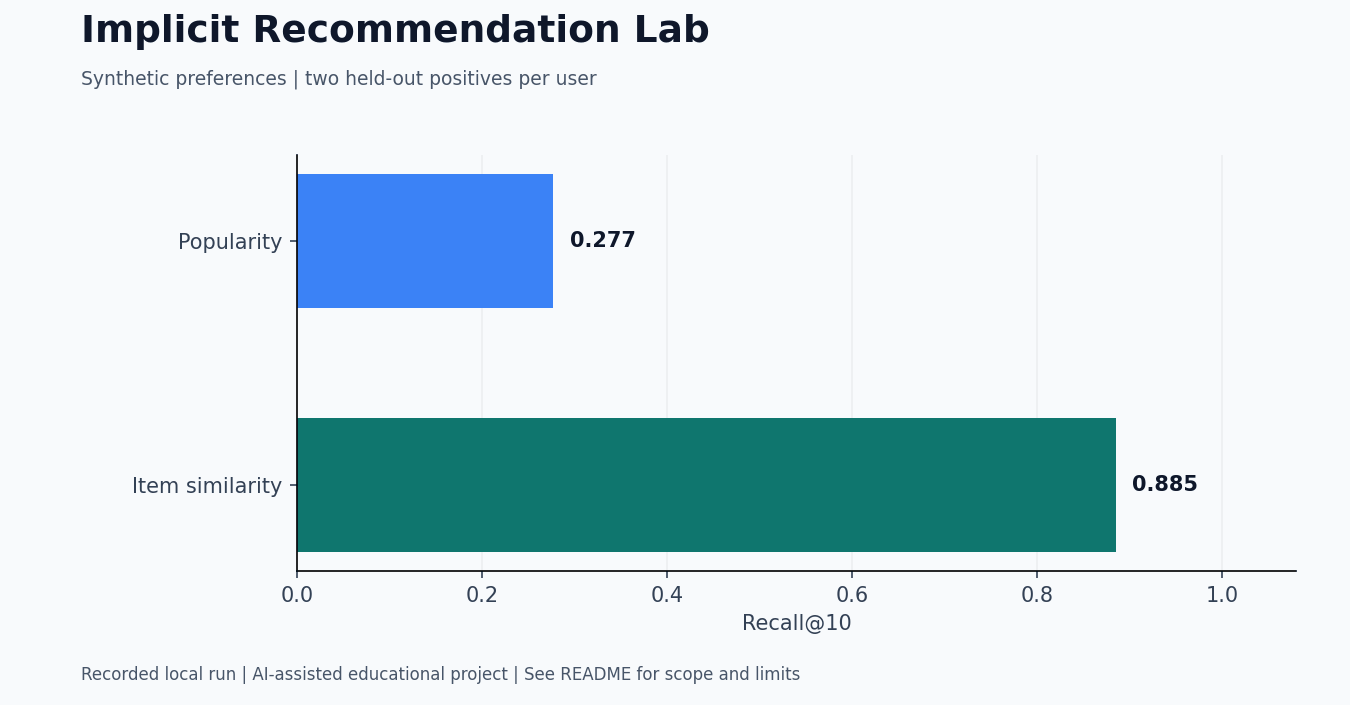 Implicit Recommendation Lab
Synthetic preferences | two held-out positives per user
Popularity
0.277
Item similarity
0.885
0.0 0.2 0.4 0.6 0.8 1.0
Recall@10
Recorded local run | AI-assisted educational project | See README for scope and limits